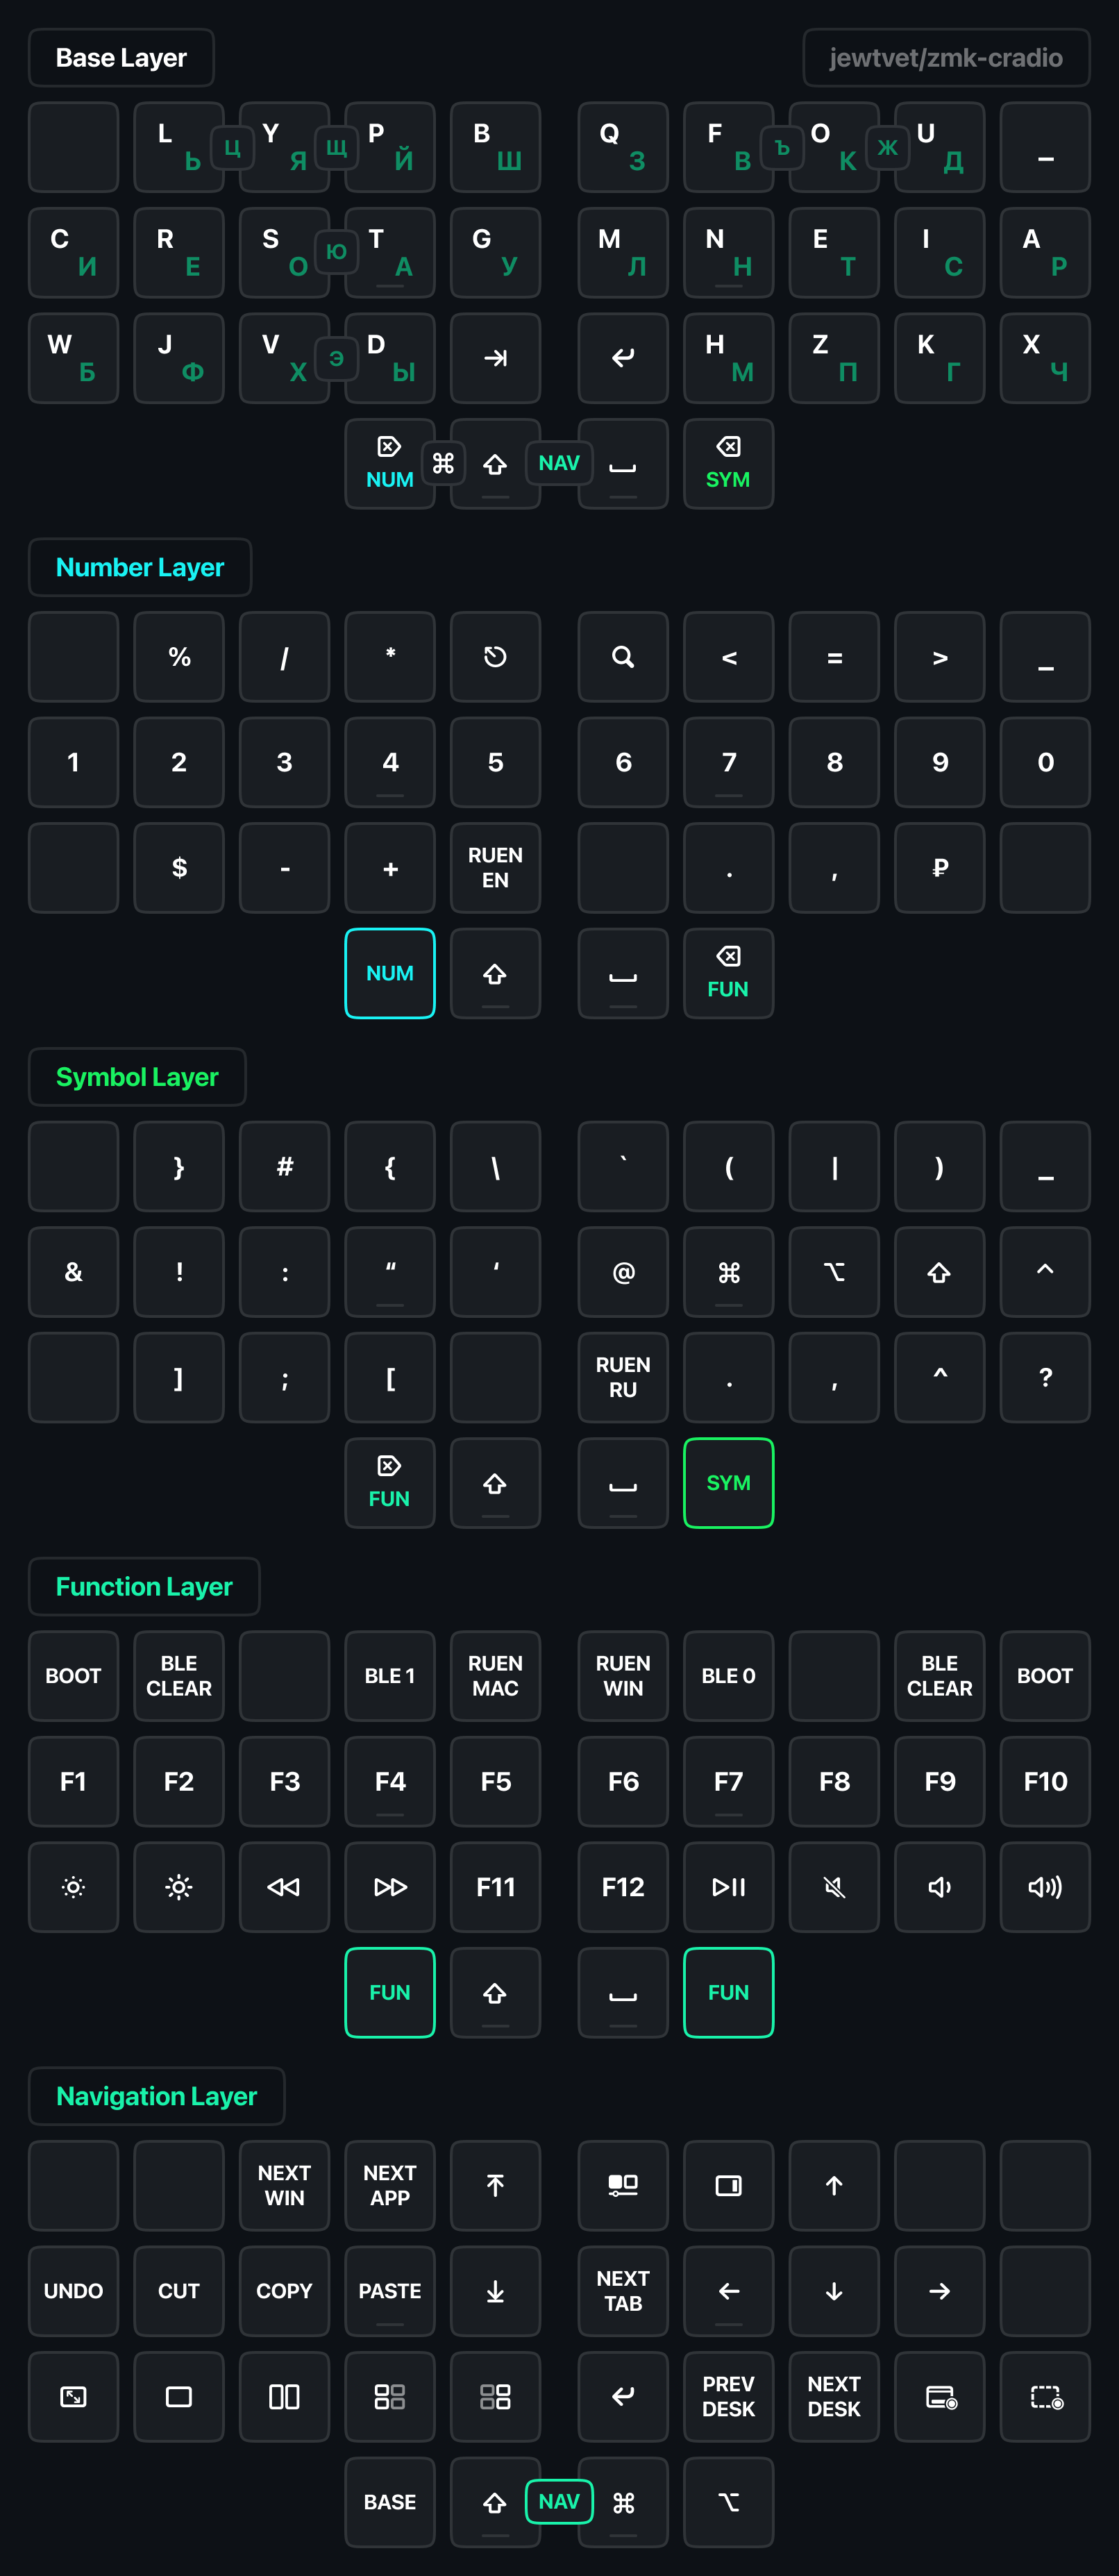 Base Layer
jewtvet/zmk-cradio
L Ь Ц Y Я Щ P Й B Ш Q З F В Ъ O К Ж U Д _
C И R Е S О Ю T А G У M Л N Н E Т I С A Р
W Б J Ф V Х Э D Ы ⇥ ↵ H М Z П K Г X Ч
⌦ NUM ⌘ ⇧ NAV ⎵ ⌫ SYM
Number Layer
% / * < = > _
1 2 3 4 5 6 7 8 9 0
$ - + RUEN . , ₽
EN
NUM ⇧ ⎵ ⌫ FUN
Symbol Layer
} # { \ ` ( | ) _
& ! : “ ‘ @ ⌘ ⌥ ⇧ ^
] ; [ RUEN . , ^ ?
RU
⌦ FUN ⇧ ⎵ SYM
Function Layer
BOOT BLE BLE 1 RUEN RUEN BLE 0 BLE BOOT
CLEAR MAC WIN CLEAR
F1 F2 F3 F4 F5 F6 F7 F8 F9 F10
F11 F12
FUN ⇧ ⎵ FUN
Navigation Layer
NEXT NEXT ↑
WIN APP
UNDO CUT COPY PASTE NEXT ← ↓ →
TAB
↵ PREV NEXT
DESK DESK
BASE ⇧ NAV ⌘ ⌥